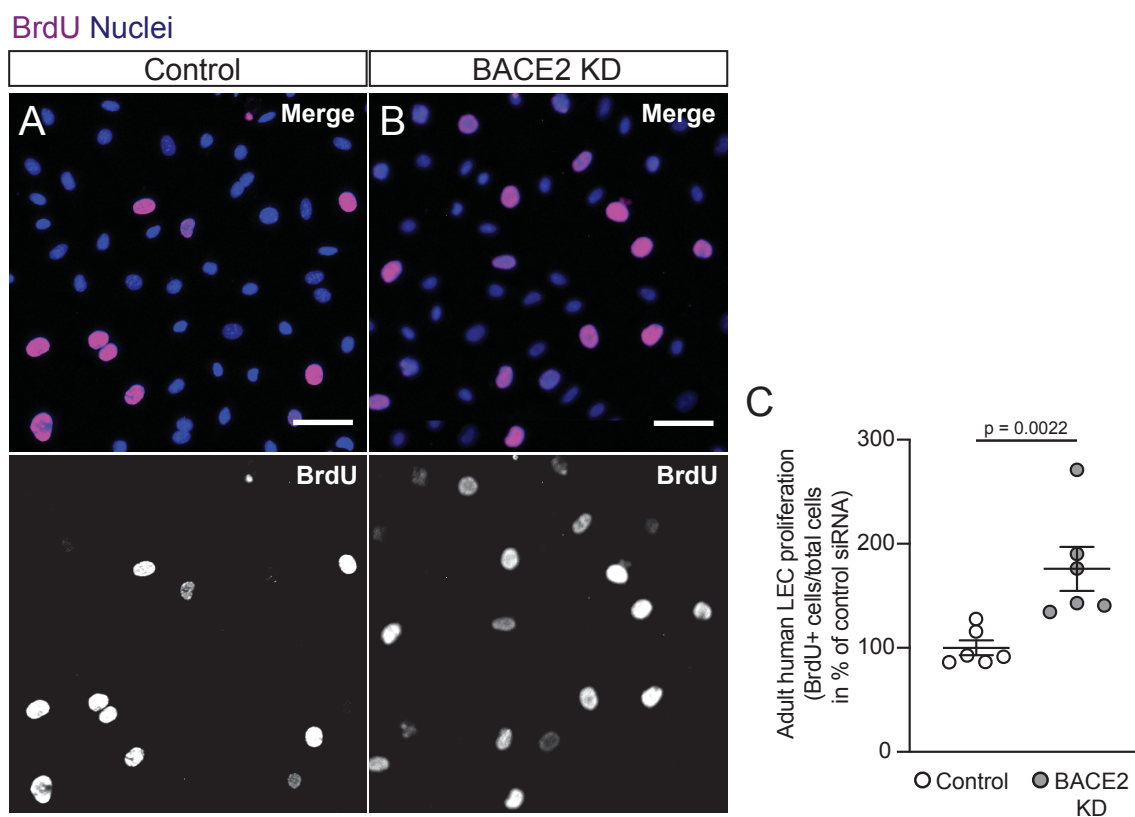 BrdU Nuclei
Control
BACE2 KD
A
Merge
B
Merge
BrdU
BrdU
C
Adult human LEC proliferation
(BrdU+ cells/total cells
in % of control siRNA)
p = 0.0022
300
200
100
0
Control
BACE2
KD